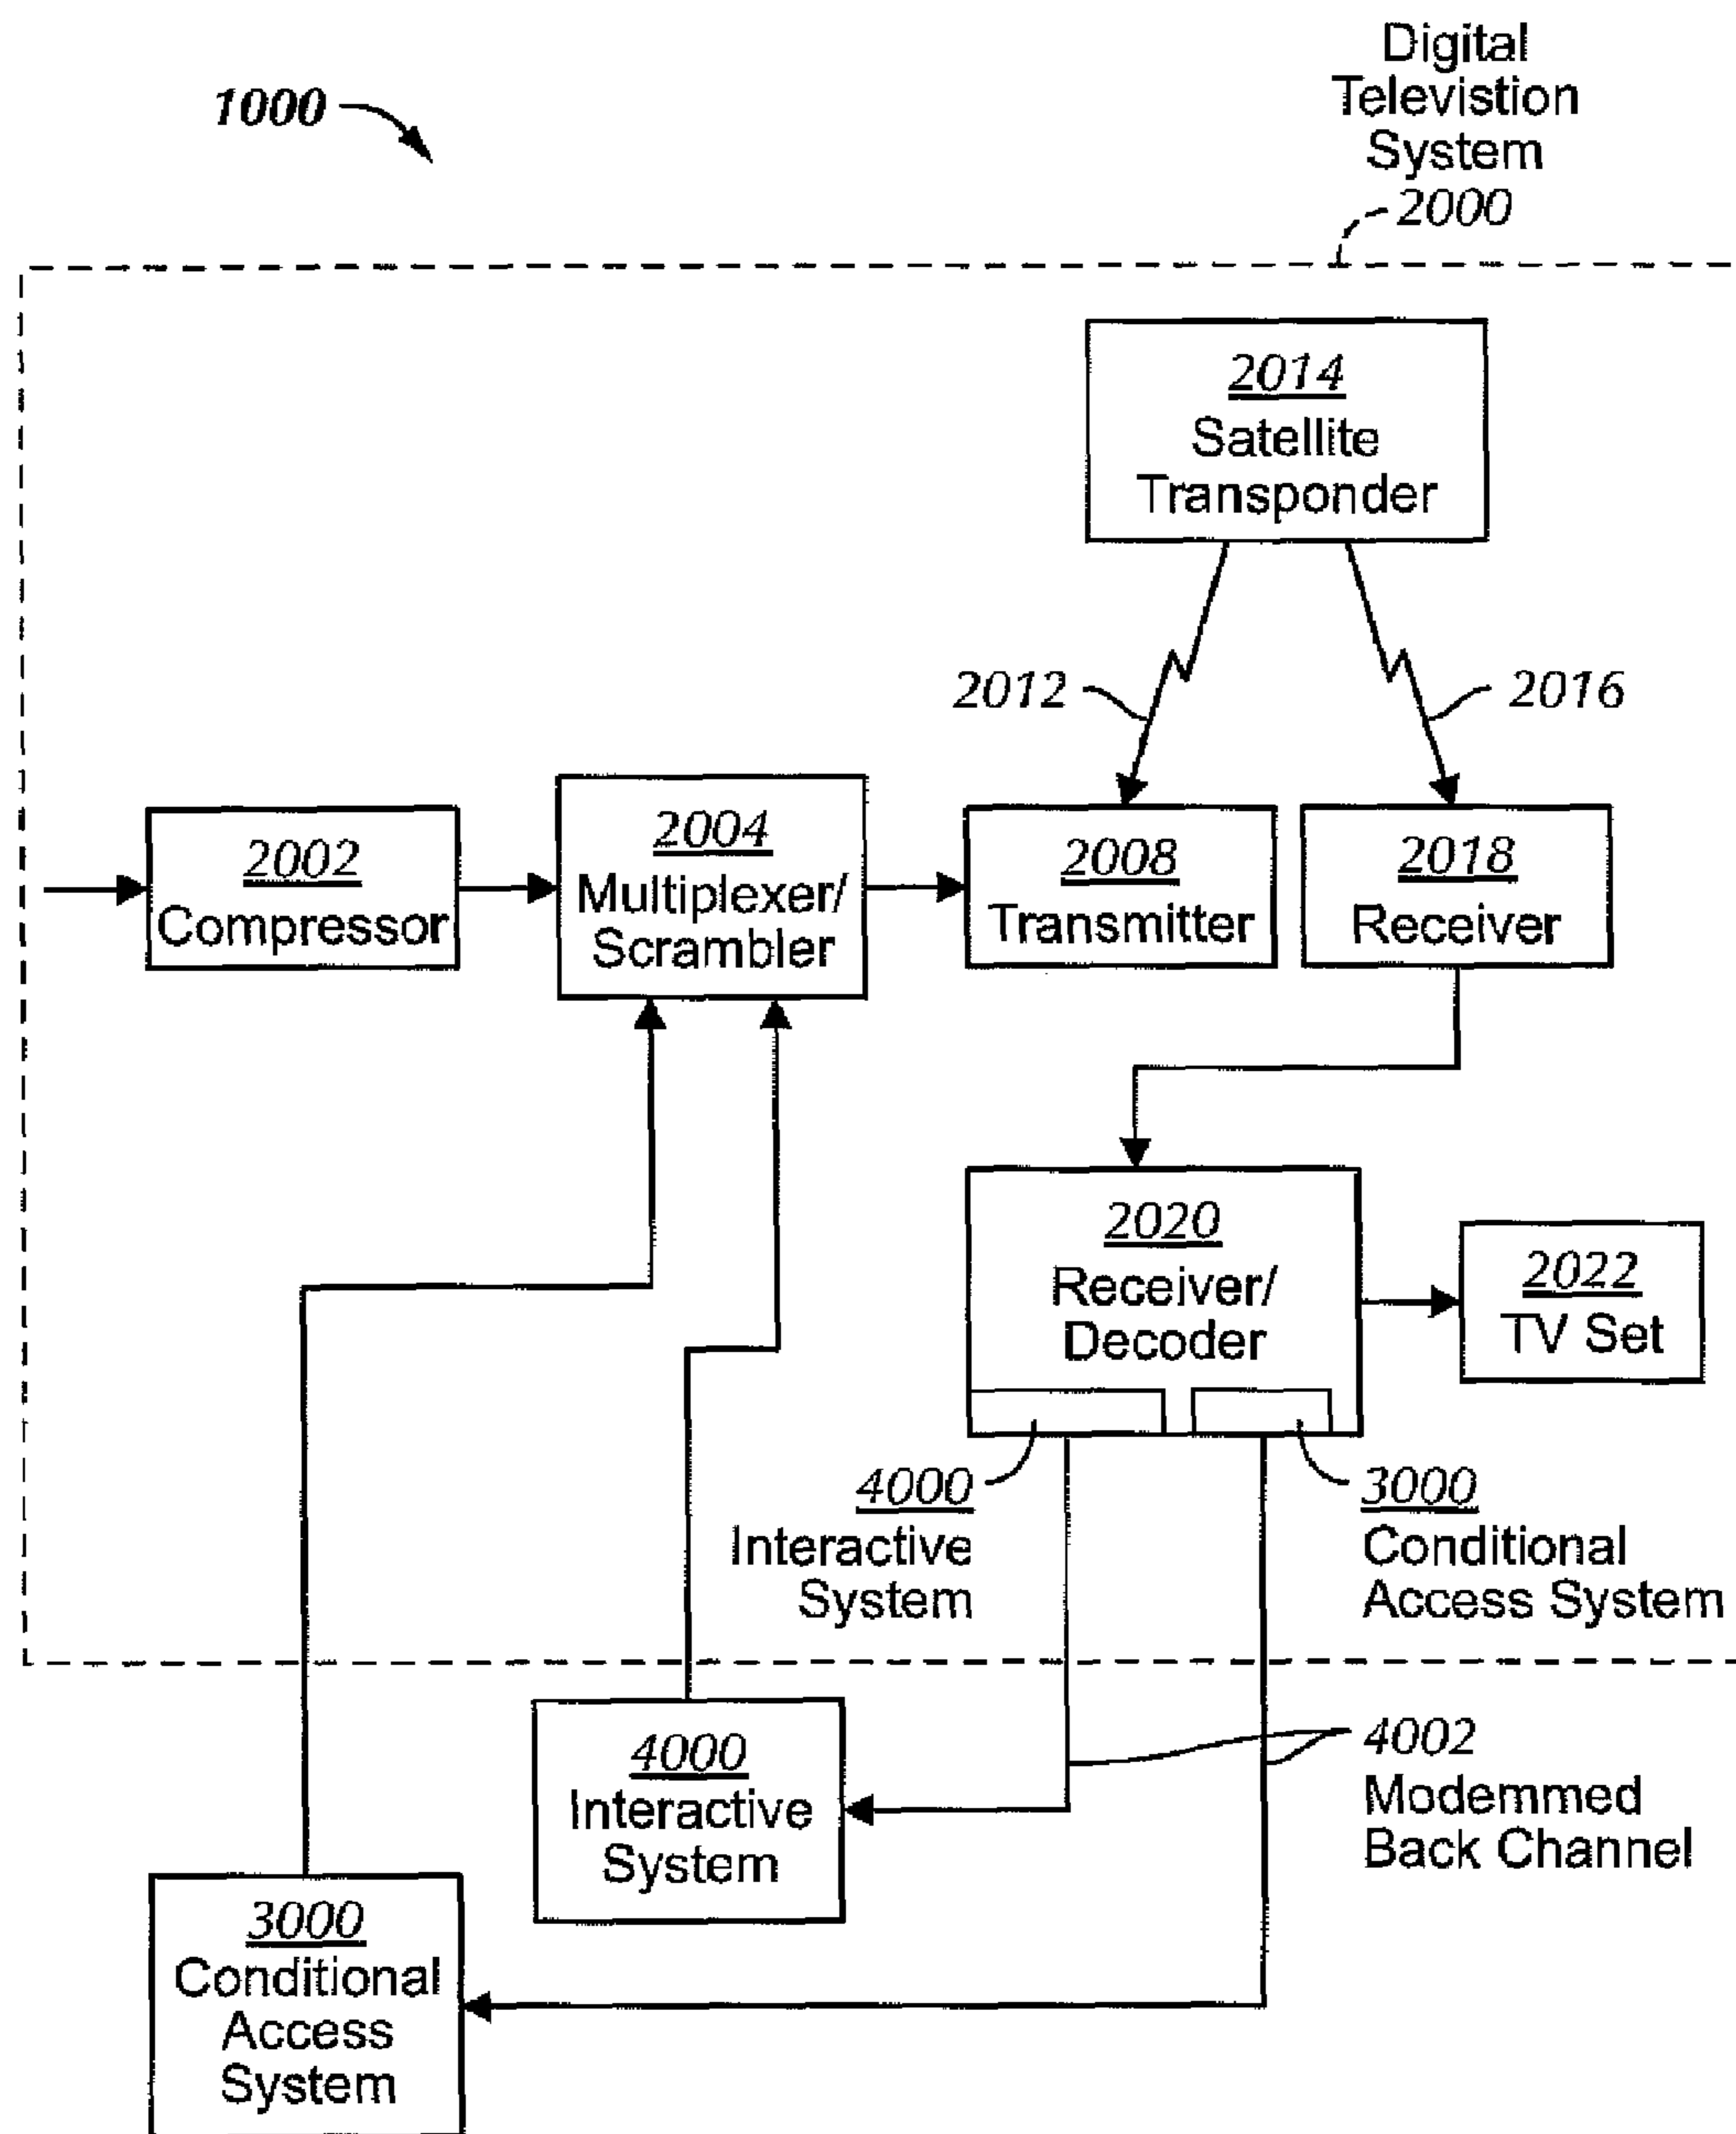 1000
Digital
Televistion
System
2000
2014
Satellite
Transponder
2012
2016
2002
Compressor
2004
Multiplexer/
Scrambler
2008
Transmitter
2018
Receiver
2020
Receiver/
Decoder
2022
TV Set
4000
Interactive
System
3000
Conditional
Access System
4000
Interactive
System
4002
Modemmed
Back Channel
3000
Conditional
Access
System